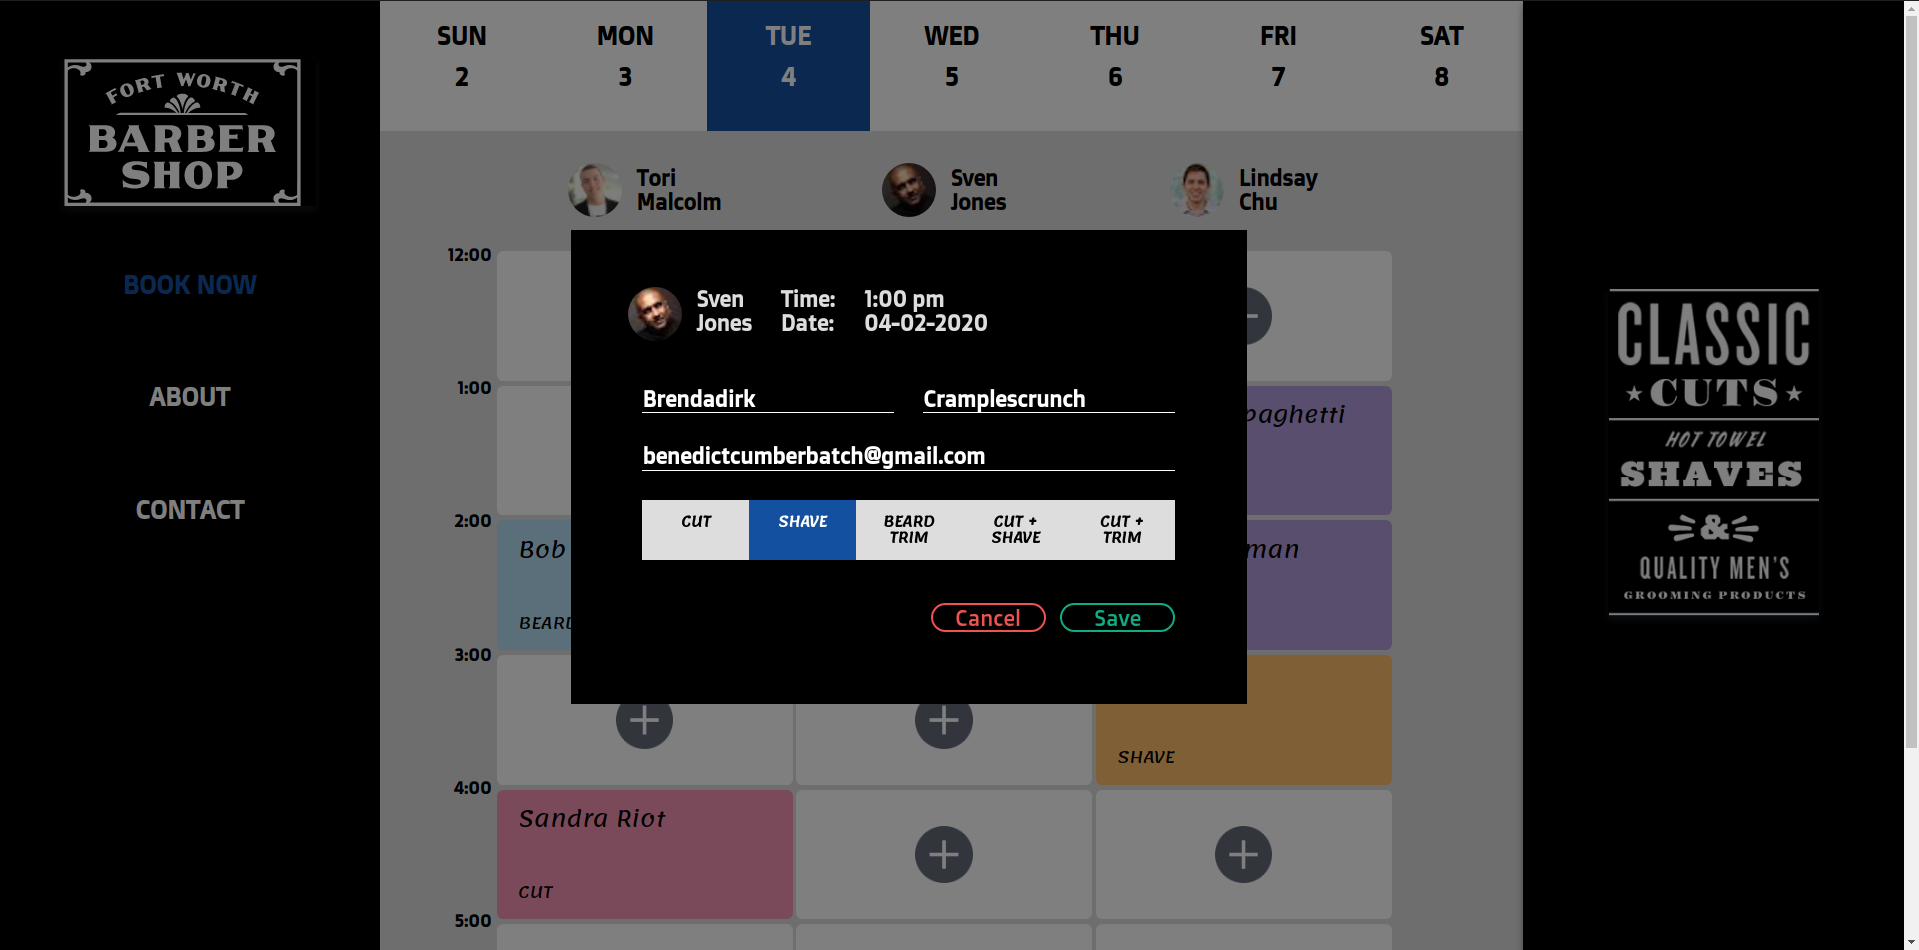 FORT WORTH
BARBER
SHOP
BOOK NOW
ABOUT
CONTACT
SUN MON TUE WED THU FRI SAT
2 3 4 5 6 7 8
Tori
Malcolm
Sven
Jones
Lindsay
Chu
12:00
1:00
2:00
3:00
4:00
5:00
Sven
Jones
Time: 1:00 pm
Date: 04-02-2020
Brendadirk Cramplescrunch
benedictcumberbatch@gmail.com
CUT
SHAVE
BEARD
TRIM
CUT +
SHAVE
CUT +
TRIM
Cancel Save
paghetti
Bob
man
BEARD
SHAVE
Sandra Riot
CUT
CLASSIC
CUTS
HOT TOWEL
SHAVES
&
QUALITY MEN'S
GROOMING PRODUCTS